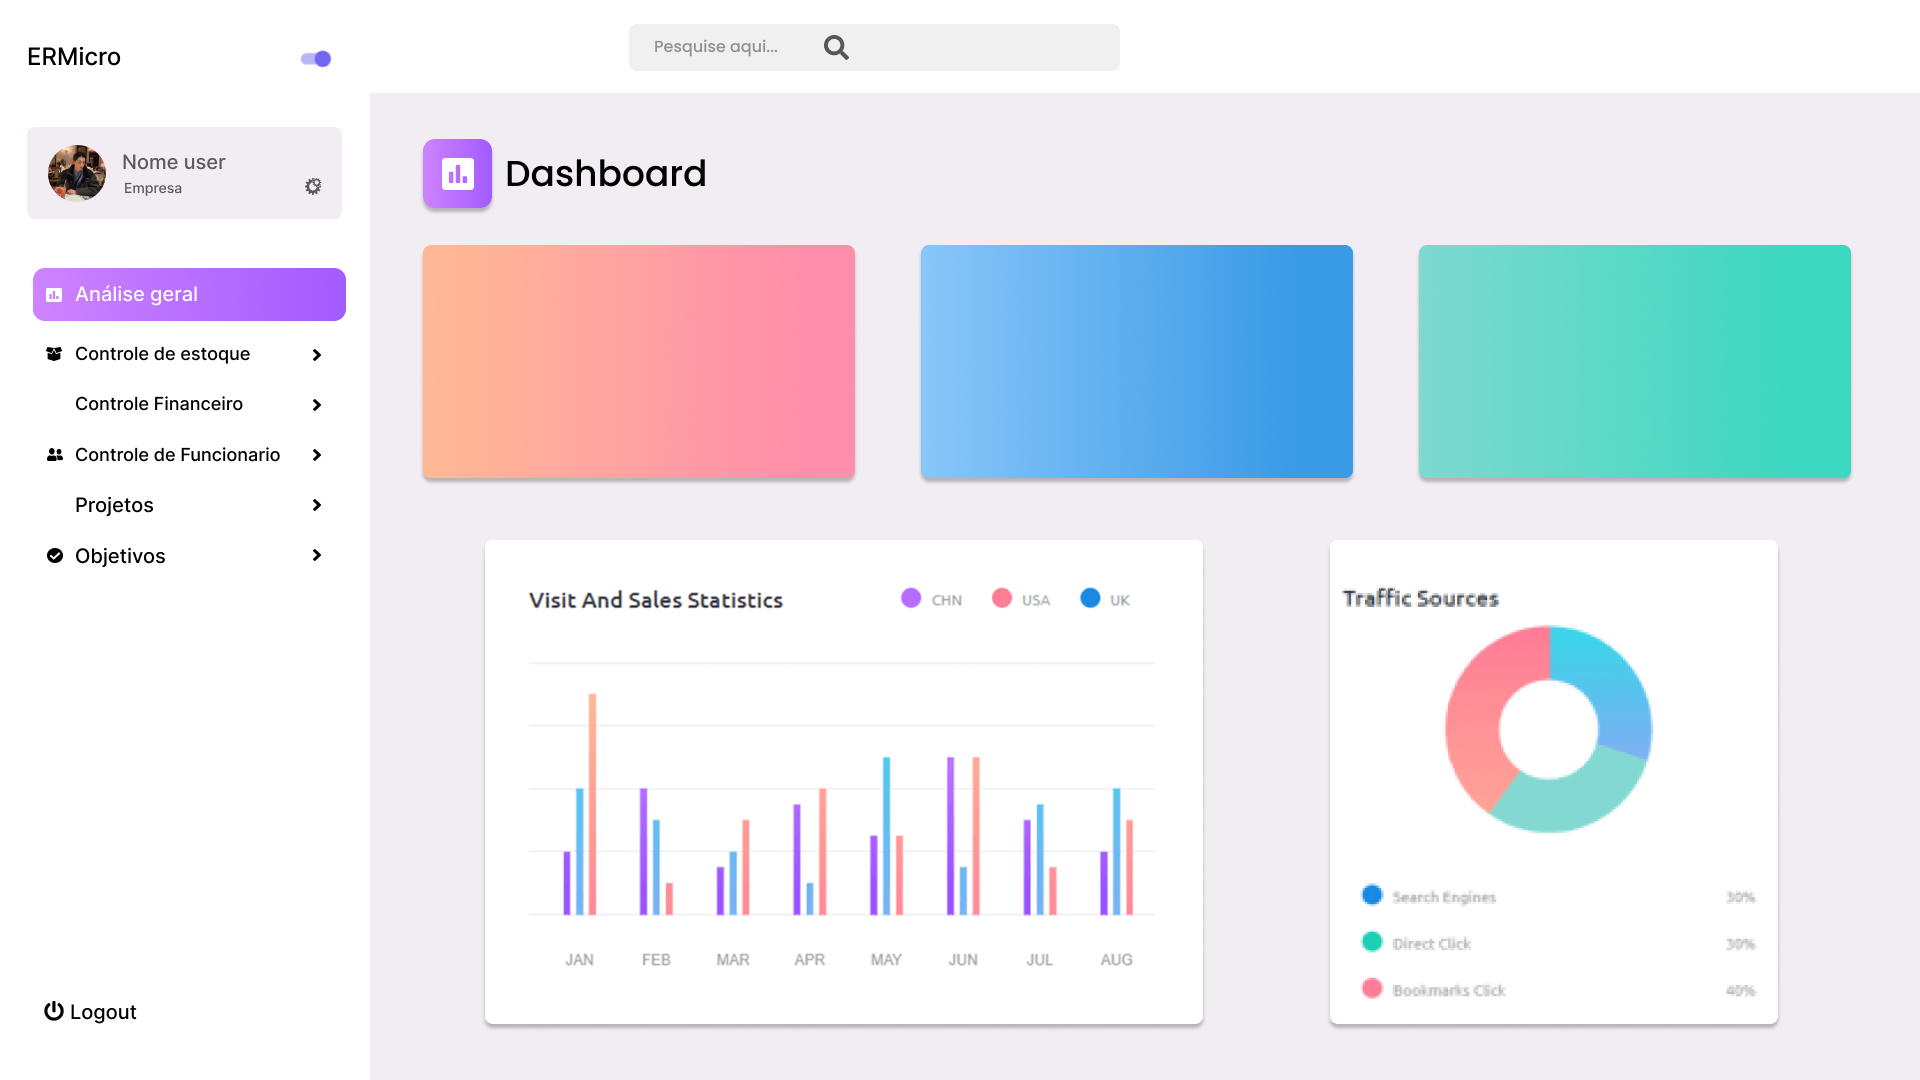 ERMicro
Pesquise aqui...
Nome user
Empresa
Análise geral
Controle de estoque
Controle Financeiro
Controle de Funcionario
Projetos
Objetivos
Logout
Dashboard
Visit And Sales Statistics
CHN USA UK
JAN FEB MAR APR MAY JUN JUL AUG
Traffic Sources
Search Engines 30%
Direct Click 30%
Bookmarks Click 40%